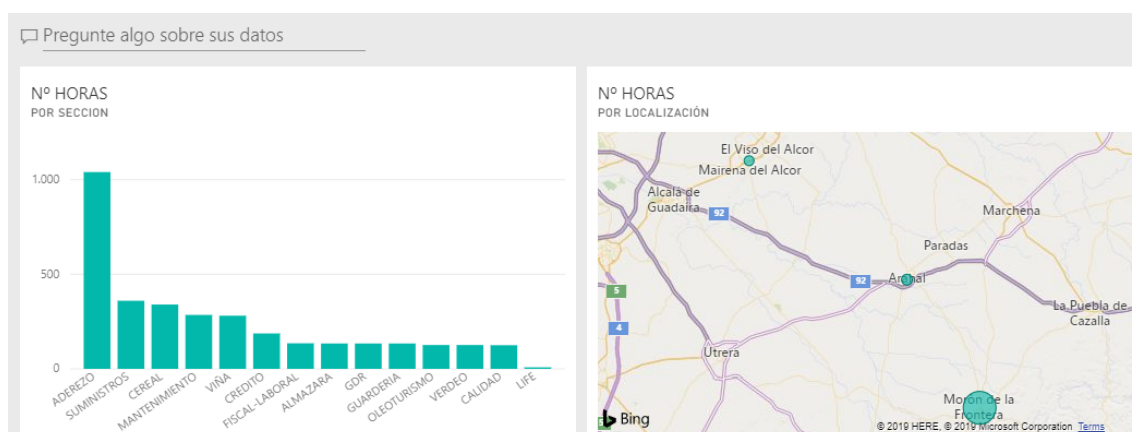 Pregunte algo sobre sus datos
Nº HORAS
POR SECCION
1.000
500
0
ADEREZO
SUMINISTROS
CEREAL
MANTENIMIENTO
VIÑA
CREDITO
FISCAL-LABORAL
ALMAZARA
GDR
GUARDERIA
OLEOTURISMO
VERDEO
CALIDAD
LIFE
Nº HORAS
POR LOCALIZACIÓN
El Viso del Alcor
Mairena del Alcor
Alcalá de
Guadaíra
92
Marchena
Paradas
92
Arahal
5
La Puebla de
Cazalla
4
Utrera
Morón de la
Frontera
5
Bing
© 2019 HERE, © 2019 Microsoft Corporation Terms